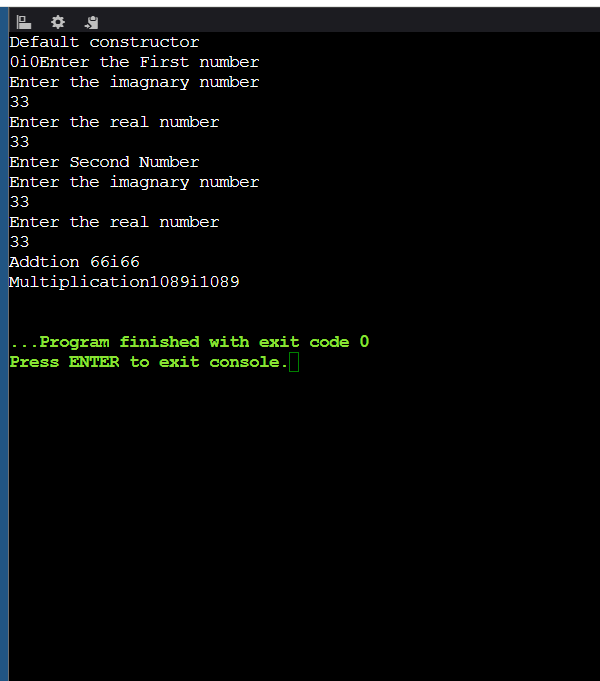 Default constructor
0i0Enter the First number
Enter the imagnary number
33
Enter the real number
33
Enter Second Number
Enter the imagnary number
33
Enter the real number
33
Addtion 66i66
Multiplication1089i1089
...Program finished with exit code 0
Press ENTER to exit console.